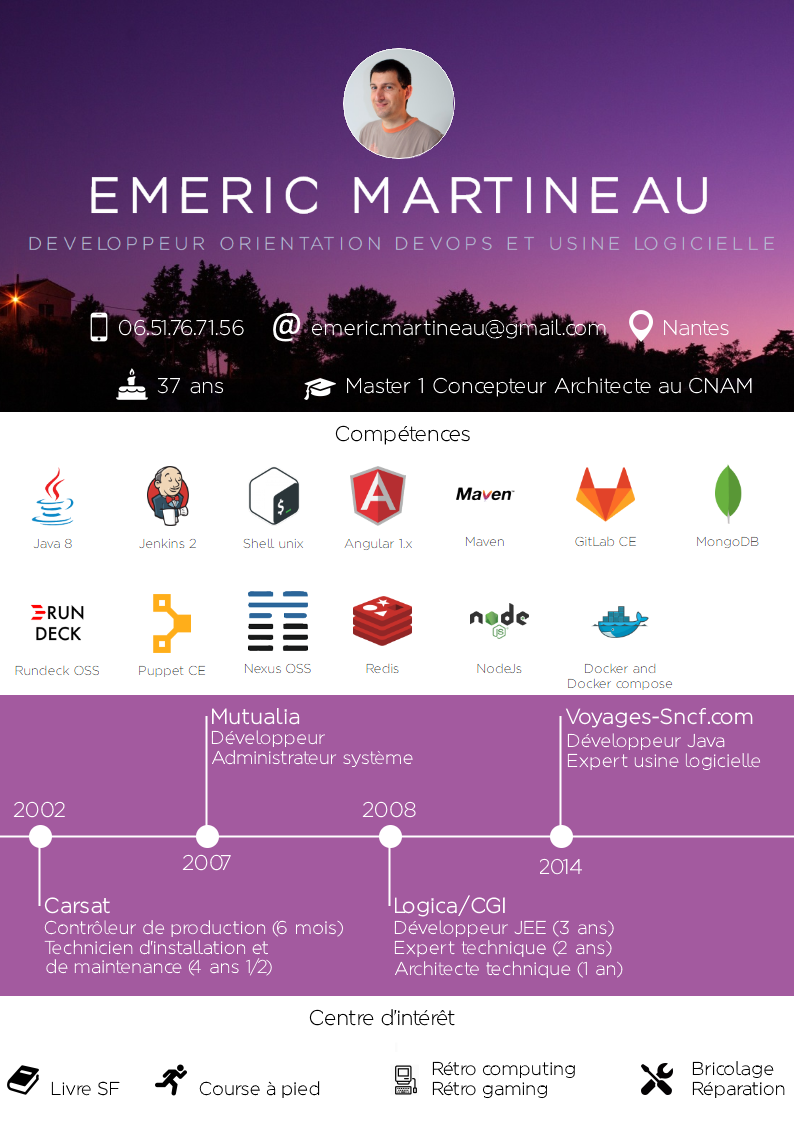 EMERIC MARTINEAU
DEVELOPPEUR ORIENTATION DEVOPS ET USINE LOGICIELLE
06.51.76.71.56 @ emeric.martineau@gmail.com Nantes
37 ans Master 1 Concepteur Architecte au CNAM
Compétences
Maven™
Java 8 Jenkins 2 Shell unix Angular 1.x Maven GitLab CE MongoDB
RUN
DECK
node
JS
Rundeck OSS Puppet CE Nexus OSS Redis NodeJs Docker and
Docker compose
Mutualia
Développeur
Administrateur système
Voyages-Sncf.com
Développeur Java
Expert usine logicielle
2002
2007
2008
2014
Carsat
Contrôleur de production (6 mois)
Technicien d'installation et
de maintenance (4 ans 1/2)
Logica/CGI
Développeur JEE (3 ans)
Expert technique (2 ans)
Architecte technique (1 an)
Centre d'intérêt
Livre SF
Course à pied
Rétro computing
Rétro gaming
Bricolage
Réparation